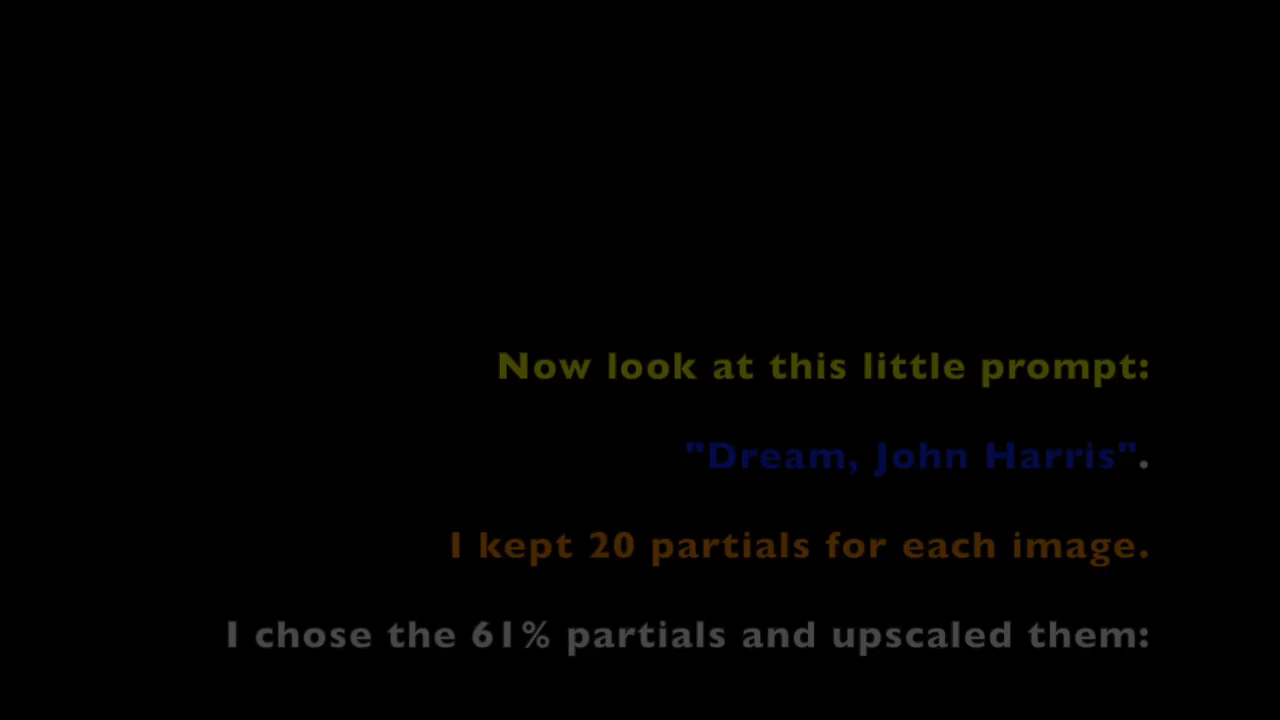 Now look at this little prompt:
"Dream, John Harris".
I kept 20 partials for each image.
I chose the 61% partials and upscaled them: